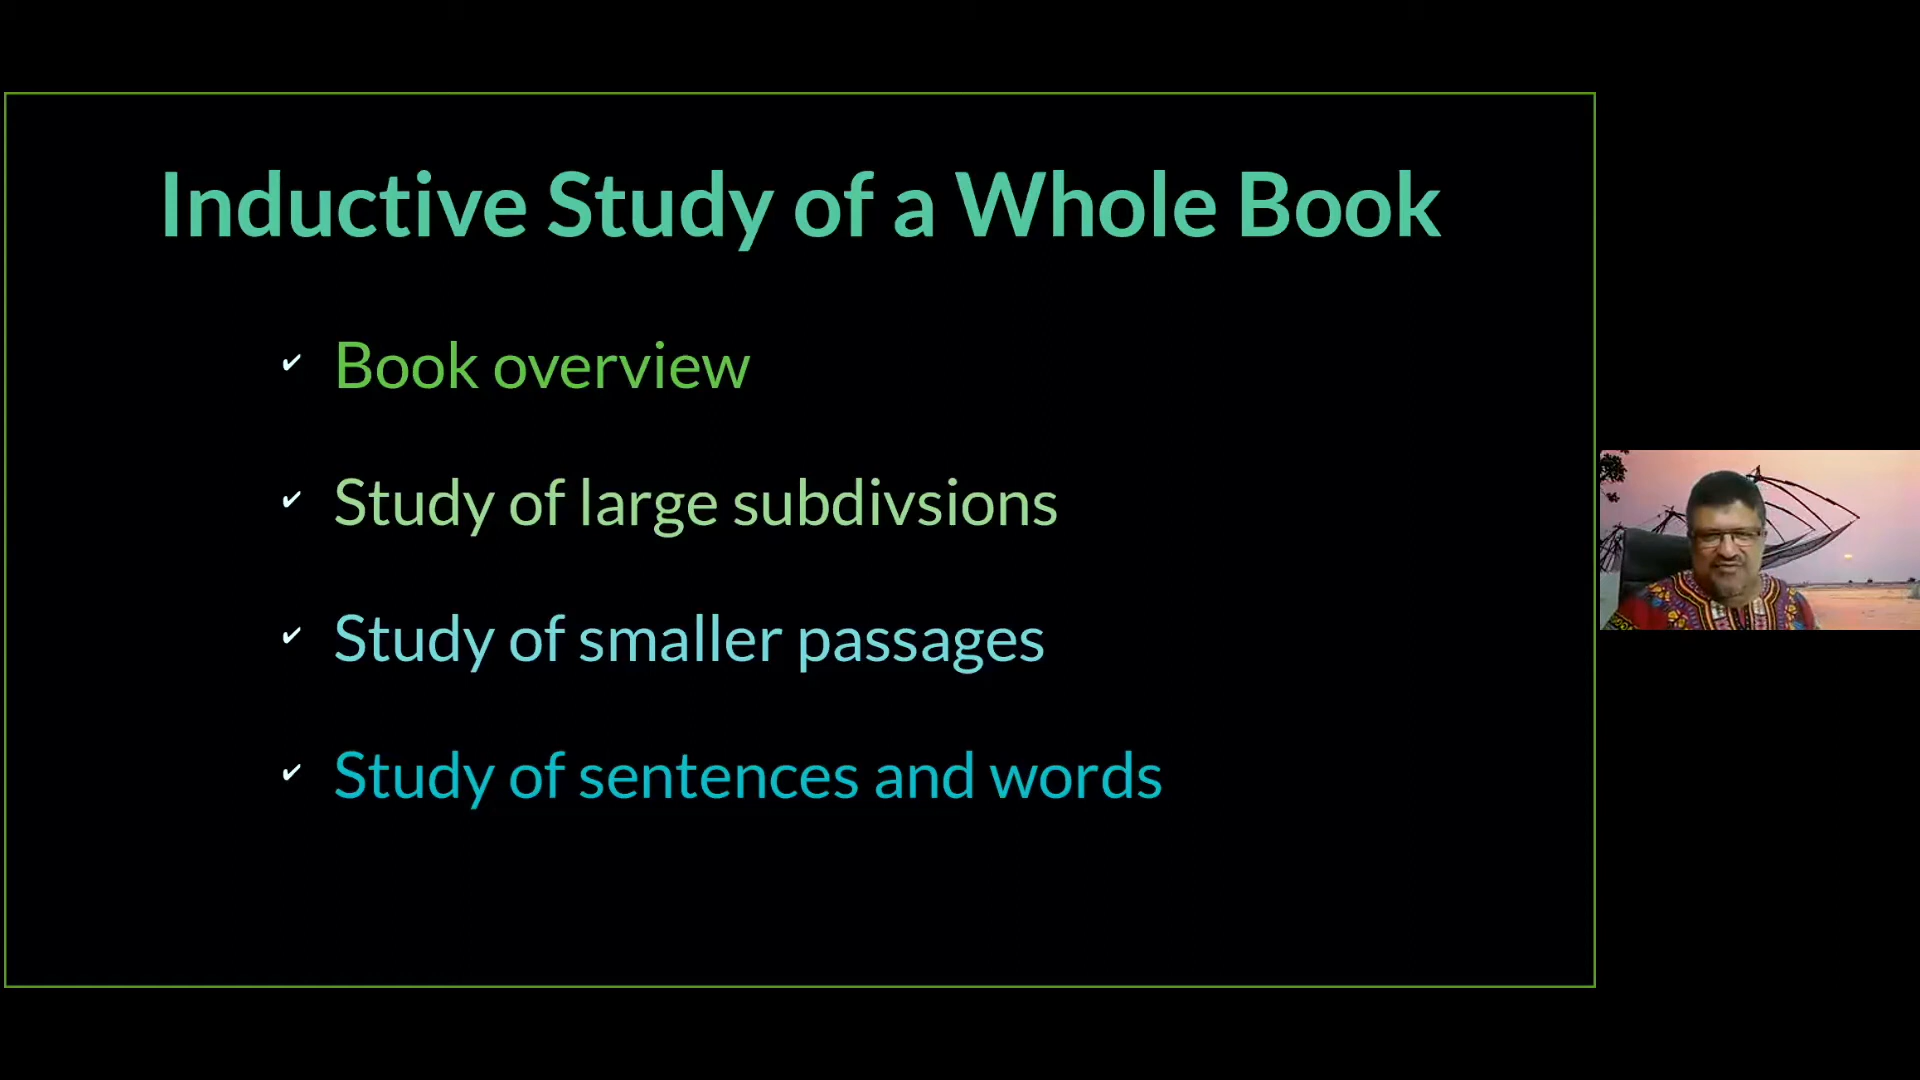 Inductive Study of a Whole Book
✔ Book overview
✔ Study of large subdivsions
✔ Study of smaller passages
✔ Study of sentences and words